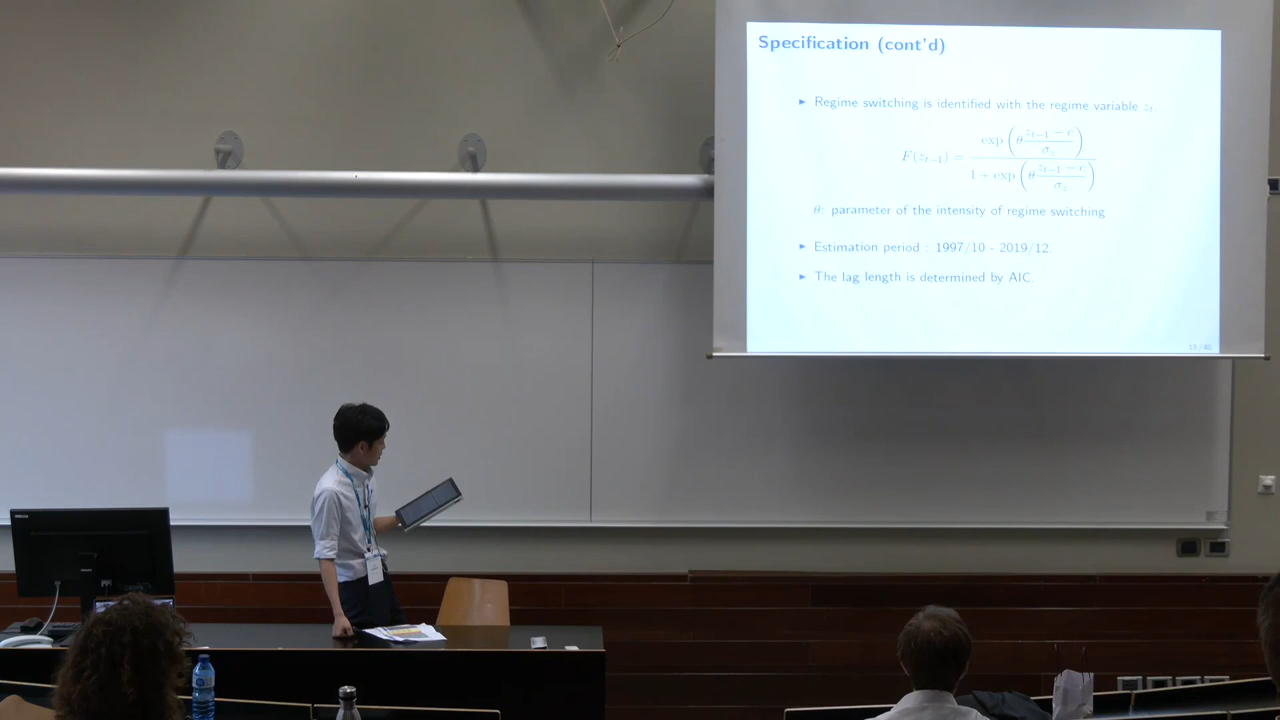 Specification (cont'd)
► Regime switching is identified with the regime variable z_t.
F(z_{t−1}) = exp(θ (z_{t−1} − c)/σ_z) / (1 + exp(θ (z_{t−1} − c)/σ_z))
θ: parameter of the intensity of regime switching
► Estimation period : 1997/10 - 2019/12.
► The lag length is determined by AIC.